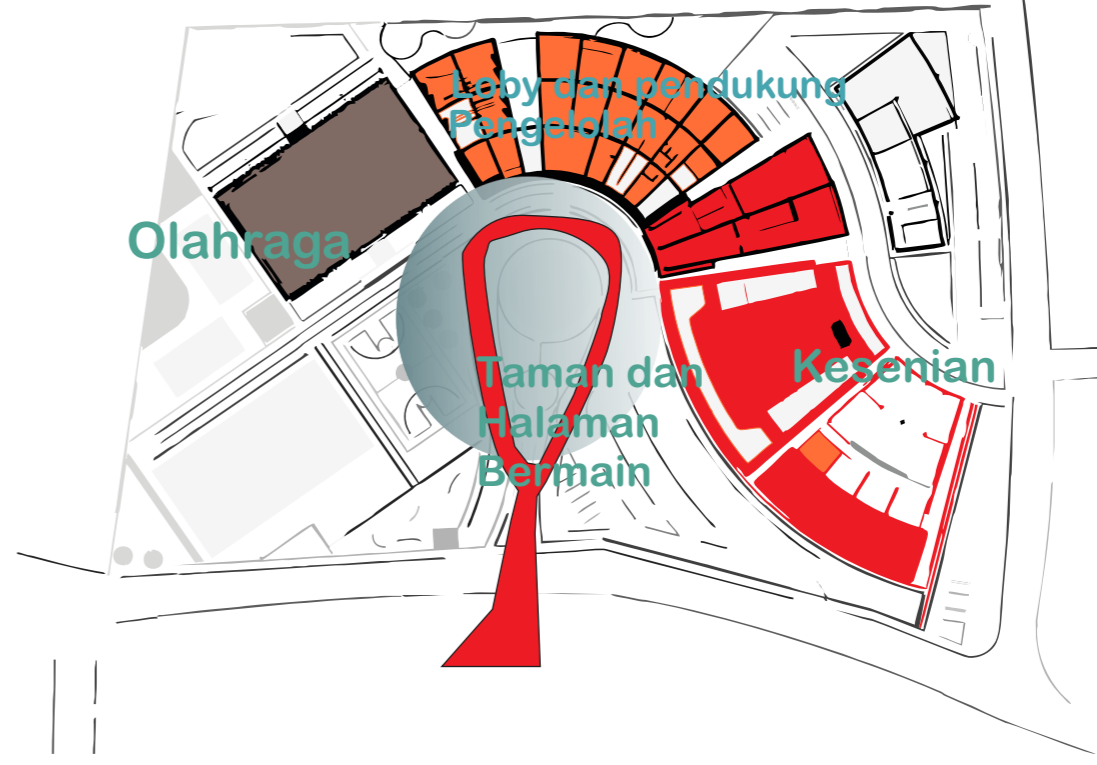 Loby dan pendukung
Pengelolah
Olahraga
Taman dan
Halaman
Bermain
Kesenian